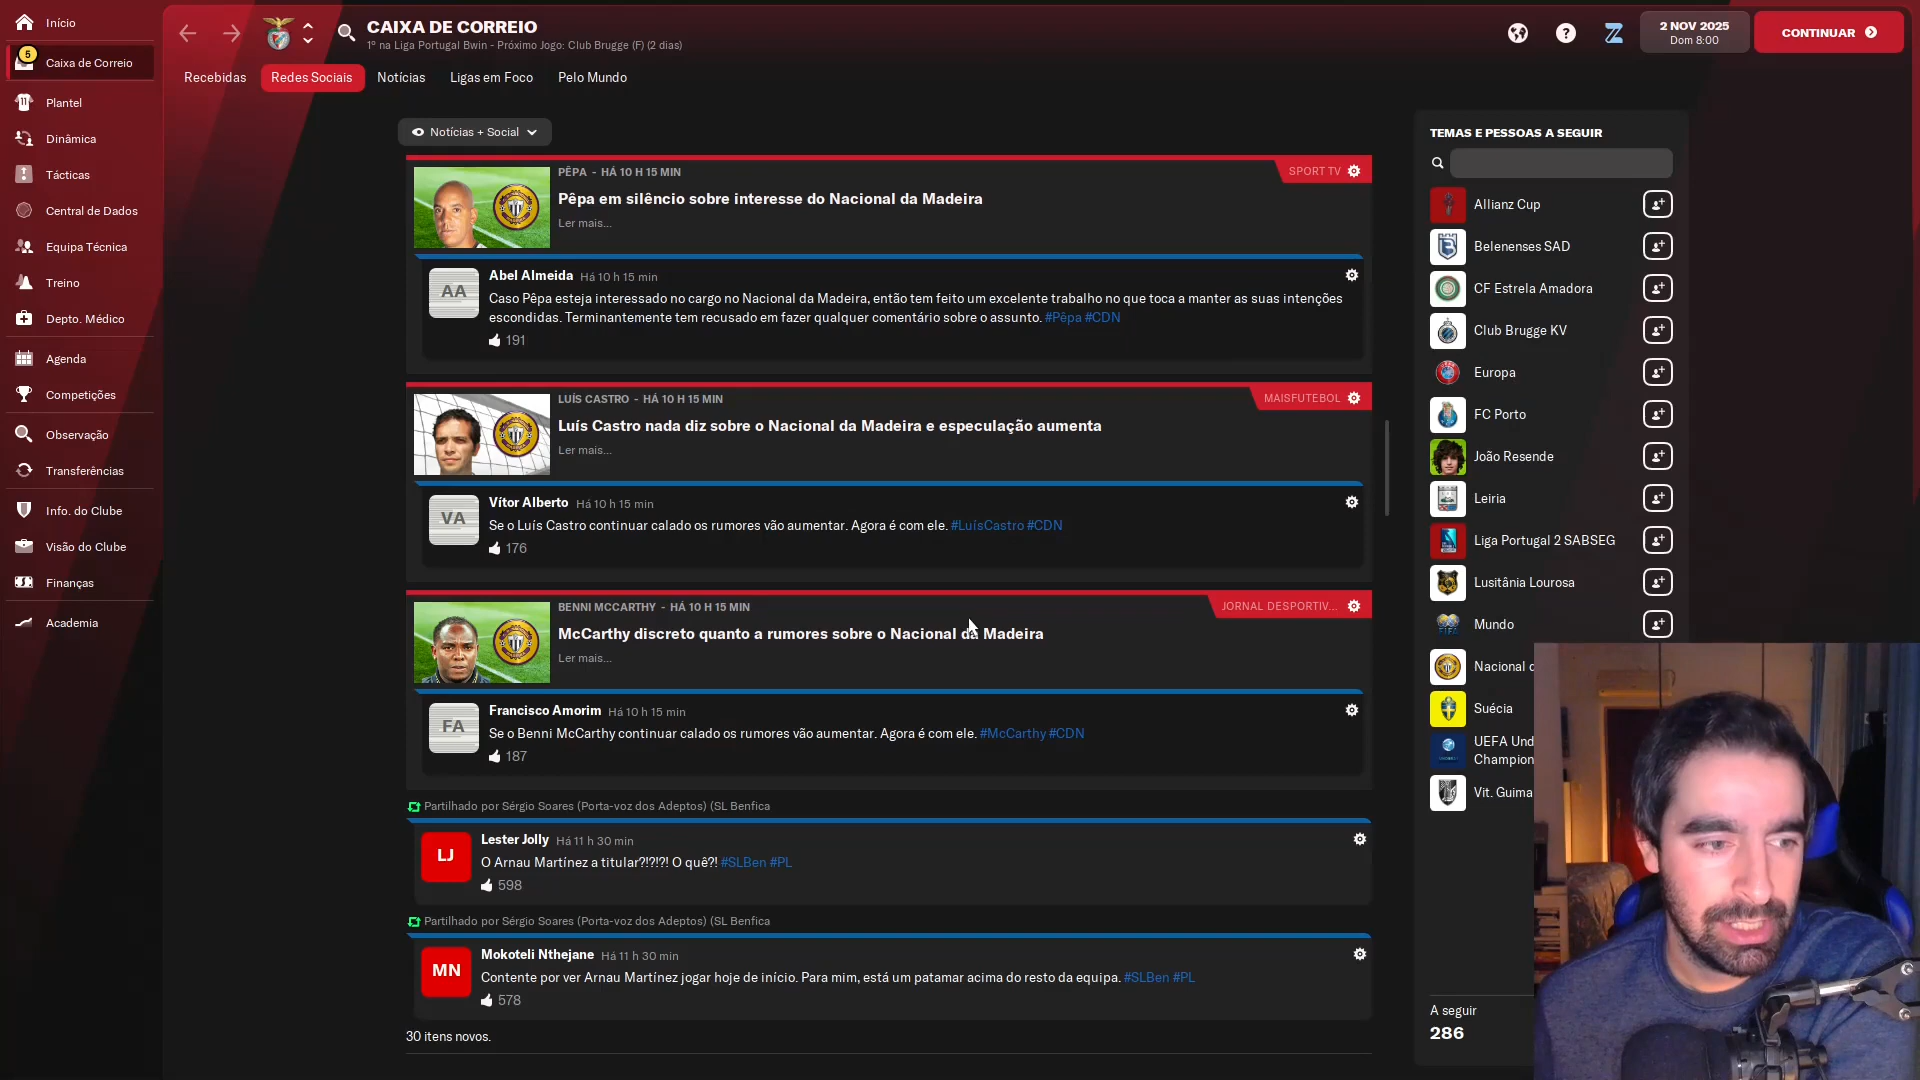 Início
CAIXA DE CORREIO
1º na Liga Portugal Bwin - Próximo Jogo: Club Brugge (F) (2 dias)
2 NOV 2025
Dom 8:00
CONTINUAR
5
Caixa de Correio
Recebidas
Redes Sociais
Notícias
Ligas em Foco
Pelo Mundo
Plantel
Dinâmica
Tácticas
Central de Dados
Equipa Técnica
Treino
Depto. Médico
Agenda
Competições
Observação
Transferências
Info. do Clube
Visão do Clube
Finanças
Academia
Notícias + Social
PÊPA - HÁ 10 H 15 MIN
SPORT TV
Pêpa em silêncio sobre interesse do Nacional da Madeira
Ler mais...
AA
Abel Almeida Há 10 h 15 min
Caso Pêpa esteja interessado no cargo no Nacional da Madeira, então tem feito um excelente trabalho no que toca a manter as suas intenções
escondidas. Terminantemente tem recusado em fazer qualquer comentário sobre o assunto. #Pêpa #CDN
191
LUÍS CASTRO - HÁ 10 H 15 MIN
MAISFUTEBOL
Luís Castro nada diz sobre o Nacional da Madeira e especulação aumenta
Ler mais...
VA
Vítor Alberto Há 10 h 15 min
Se o Luís Castro continuar calado os rumores vão aumentar. Agora é com ele. #LuísCastro #CDN
176
BENNI MCCARTHY - HÁ 10 H 15 MIN
JORNAL DESPORTIV...
McCarthy discreto quanto a rumores sobre o Nacional da Madeira
Ler mais...
FA
Francisco Amorim Há 10 h 15 min
Se o Benni McCarthy continuar calado os rumores vão aumentar. Agora é com ele. #McCarthy #CDN
187
Partilhado por Sérgio Soares (Porta-voz dos Adeptos) (SL Benfica
LJ
Lester Jolly Há 11 h 30 min
O Arnau Martínez a titular?!?!?! O quê?! #SLBen #PL
598
Partilhado por Sérgio Soares (Porta-voz dos Adeptos) (SL Benfica
MN
Mokoteli Nthejane Há 11 h 30 min
Contente por ver Arnau Martínez jogar hoje de início. Para mim, está um patamar acima do resto da equipa. #SLBen #PL
578
30 itens novos.
TEMAS E PESSOAS A SEGUIR
Allianz Cup
Belenenses SAD
CF Estrela Amadora
Club Brugge KV
Europa
FC Porto
João Resende
Leiria
Liga Portugal 2 SABSEG
Lusitânia Lourosa
Mundo
Nacional
Suécia
UEFA Und
Champion
Vit. Guima
A seguir
286